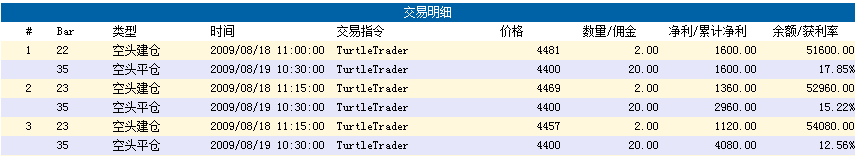 交易明细
# Bar 类型 时间 交易指令 价格 数量/佣金 净利/累计净利 余额/获利率
1 22 空头建仓 2009/08/18 11:00:00 TurtleTrader 4481 2.00 1600.00 51600.00
35 空头平仓 2009/08/19 10:30:00 TurtleTrader 4400 20.00 1600.00 17.85%
2 23 空头建仓 2009/08/18 11:15:00 TurtleTrader 4469 2.00 1360.00 52960.00
35 空头平仓 2009/08/19 10:30:00 TurtleTrader 4400 20.00 2960.00 15.22%
3 23 空头建仓 2009/08/18 11:15:00 TurtleTrader 4457 2.00 1120.00 54080.00
35 空头平仓 2009/08/19 10:30:00 TurtleTrader 4400 20.00 4080.00 12.56%